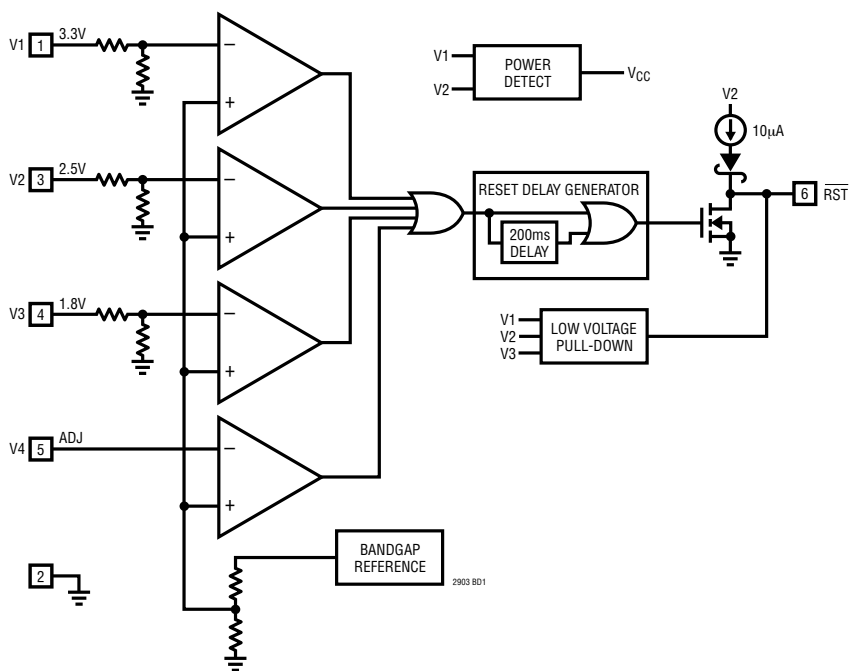 V1 1 3.3V
− +
V2 3 2.5V
− +
V3 4 1.8V
− +
V4 5 ADJ
− +
2
BANDGAP
REFERENCE
2903 BD1
V1
V2
POWER
DETECT
VCC
RESET DELAY GENERATOR
200ms
DELAY
V2
10µA
6 R̅S̅T̅
V1
V2
V3
LOW VOLTAGE
PULL-DOWN